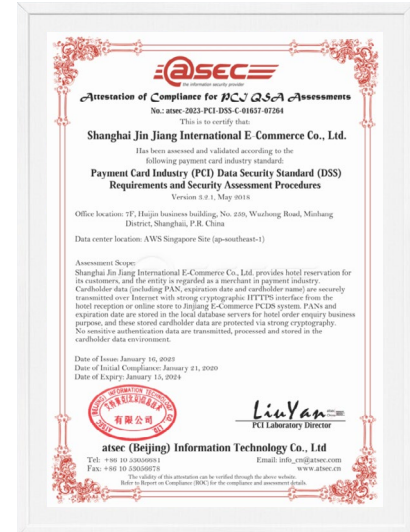 @sec
the information security provider
Attestation of Compliance for PCI QSA Assessments
No.: atsec-2023-PCI-DSS-C-01657-07264
This is to certify that:
Shanghai Jin Jiang International E-Commerce Co., Ltd.
Has been assessed and validated according to the
following payment card industry standard:
Payment Card Industry (PCI) Data Security Standard (DSS)
Requirements and Security Assessment Procedures
Version 3.2.1, May 2018
Office location: 7F, Huijin business building, No. 239, Wuzhong Road, Minhang
District, Shanghaii, P.R. China
Data center location: AWS Singapore Site (ap-southeast-1)
Assessment Scope:
Shanghai Jin Jiang International E-Commerce Co., Ltd. provides hotel reservation for
its customers, and the entity is regarded as a merchant in payment industry.
Cardholder data (including PAN, expiration date and cardholder name) are securely
transmitted over Internet with strong cryptographic HTTPS interface from the
hotel reception or online store to Jinjiang E-Commerce PCDS system. PANs and
expiration date are stored in the local database servers for hotel order enquiry business
purpose, and these stored cardholder data are protected via strong cryptography.
No sensitive authentication data are transmitted, processed and stored in the
cardholder data environment.
Date of Issue: January 16, 2023
Date of Initial Compliance: January 21, 2020
Date of Expiry: January 15, 2024
INFORMATION TECHNOLOGY
有限公司
LiuYan
PCI Laboratory Director
atsec (Beijing) Information Technology Co., Ltd
Tel: +86 10 53056681
Fax: +86 10 53056678
Email: info_cn@atsec.com
www.atsec.cn
The validity of this attestation can be verified through the above website.
Refer to Report on Compliance (ROC) for the compliance and assessment details.